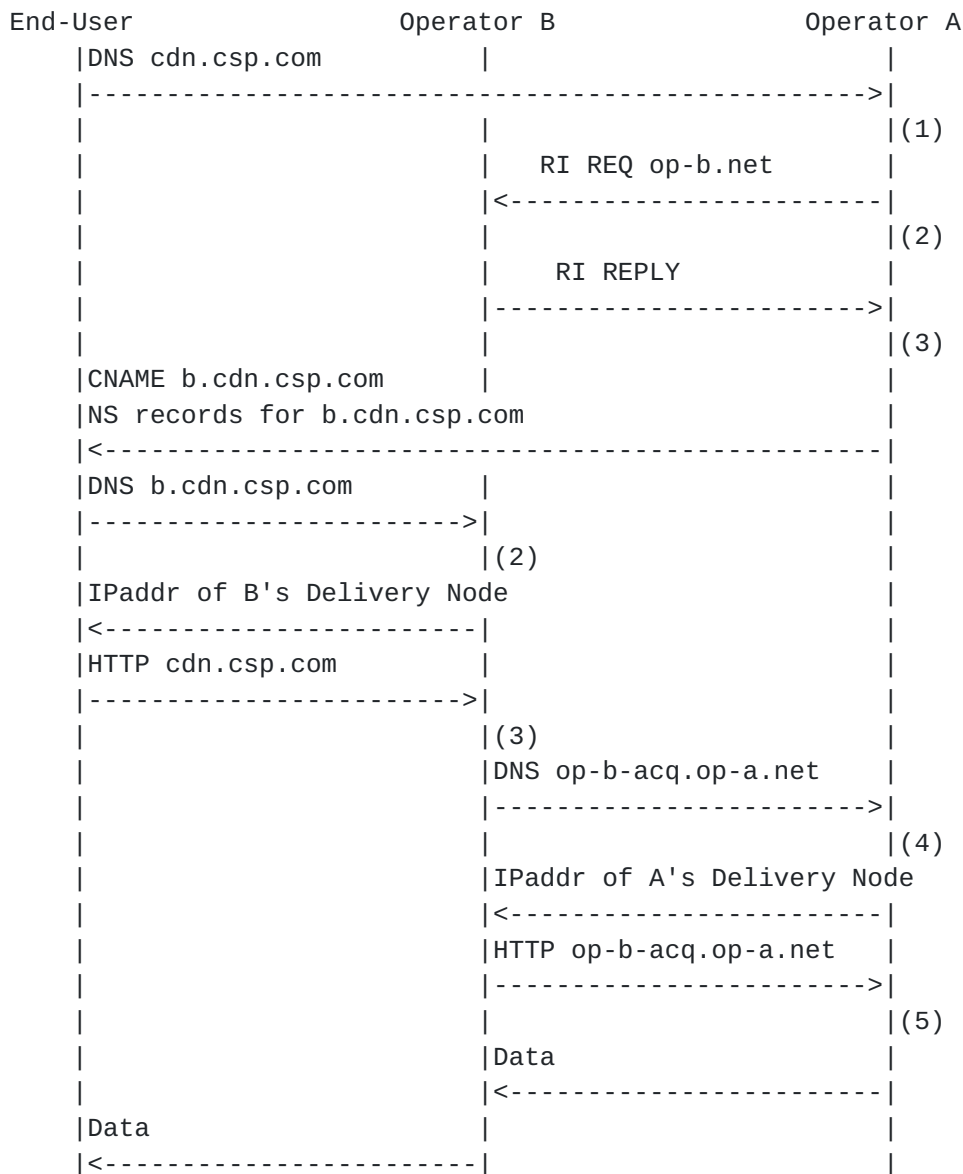 End-User Operator B Operator A
DNS cdn.csp.com
(1)
RI REQ op-b.net
(2)
RI REPLY
(3)
CNAME b.cdn.csp.com
NS records for b.cdn.csp.com
DNS b.cdn.csp.com
(2)
IPaddr of B's Delivery Node
HTTP cdn.csp.com
(3)
DNS op-b-acq.op-a.net
(4)
IPaddr of A's Delivery Node
HTTP op-b-acq.op-a.net
(5)
Data
Data